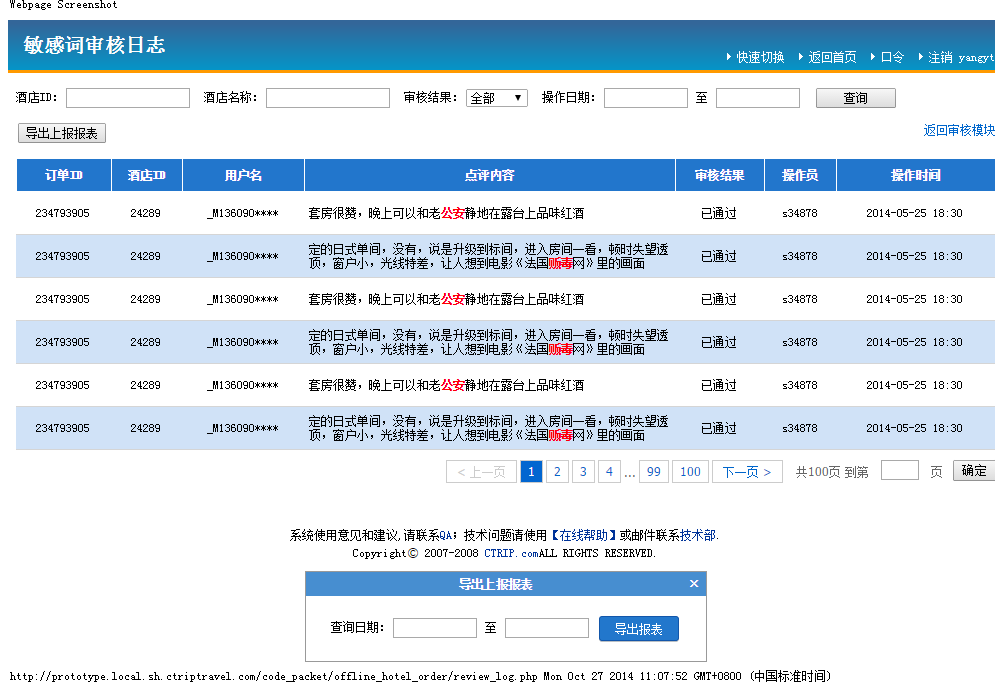 Webpage Screenshot
敏感词审核日志
快速切换 返回首页 口令 注销 yangyt
酒店ID： 酒店名称： 审核结果： 全部 操作日期： 至 查询
导出上报报表 返回审核模块
订单ID 酒店ID 用户名 点评内容 审核结果 操作员 操作时间
234793905 24289 _M136090**** 套房很赞，晚上可以和老公安静地在露台上品味红酒 已通过 s34878 2014-05-25 18:30
234793905 24289 _M136090**** 定的日式单间，没有，说是升级到标间，进入房间一看，顿时失望透 已通过 s34878 2014-05-25 18:30
顶，窗户小，光线特差，让人想到电影《法国贩毒网》里的画面
234793905 24289 _M136090**** 套房很赞，晚上可以和老公安静地在露台上品味红酒 已通过 s34878 2014-05-25 18:30
234793905 24289 _M136090**** 定的日式单间，没有，说是升级到标间，进入房间一看，顿时失望透 已通过 s34878 2014-05-25 18:30
顶，窗户小，光线特差，让人想到电影《法国贩毒网》里的画面
234793905 24289 _M136090**** 套房很赞，晚上可以和老公安静地在露台上品味红酒 已通过 s34878 2014-05-25 18:30
234793905 24289 _M136090**** 定的日式单间，没有，说是升级到标间，进入房间一看，顿时失望透 已通过 s34878 2014-05-25 18:30
顶，窗户小，光线特差，让人想到电影《法国贩毒网》里的画面
< 上一页 1 2 3 4 ... 99 100 下一页 > 共100页 到第 页 确定
系统使用意见和建议,请联系QA；技术问题请使用【在线帮助】或邮件联系技术部.
Copyright© 2007-2008 CTRIP.comALL RIGHTS RESERVED.
导出上报报表 ×
查询日期： 至 导出报表
http://prototype.local.sh.ctriptravel.com/code_packet/offline_hotel_order/review_log.php Mon Oct 27 2014 11:07:52 GMT+0800 (中国标准时间)